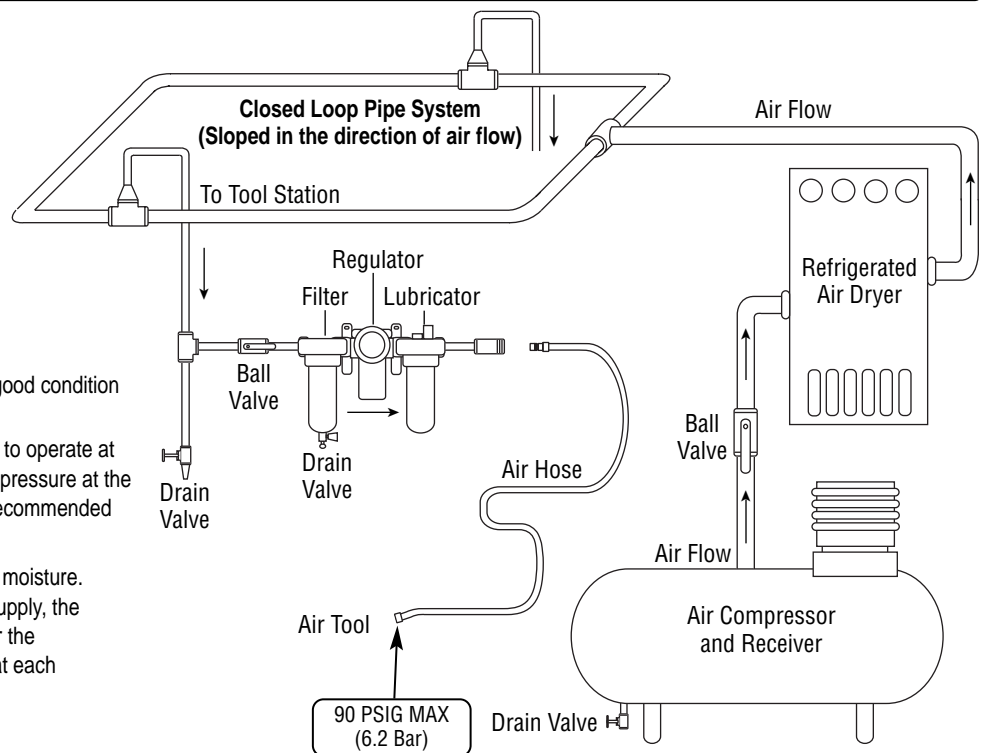 Closed Loop Pipe System
(Sloped in the direction of air flow)
Air Flow
To Tool Station
Refrigerated
Air Dryer
Regulator
Filter
Lubricator
Ball
Valve
Drain
Valve
Drain
Valve
Air Hose
Ball
Valve
Air Flow
Air Compressor
and Receiver
Air Tool
90 PSIG MAX
(6.2 Bar)
Drain Valve
good condition
to operate at
pressure at the
ecommended
moisture.
upply, the
the
at each